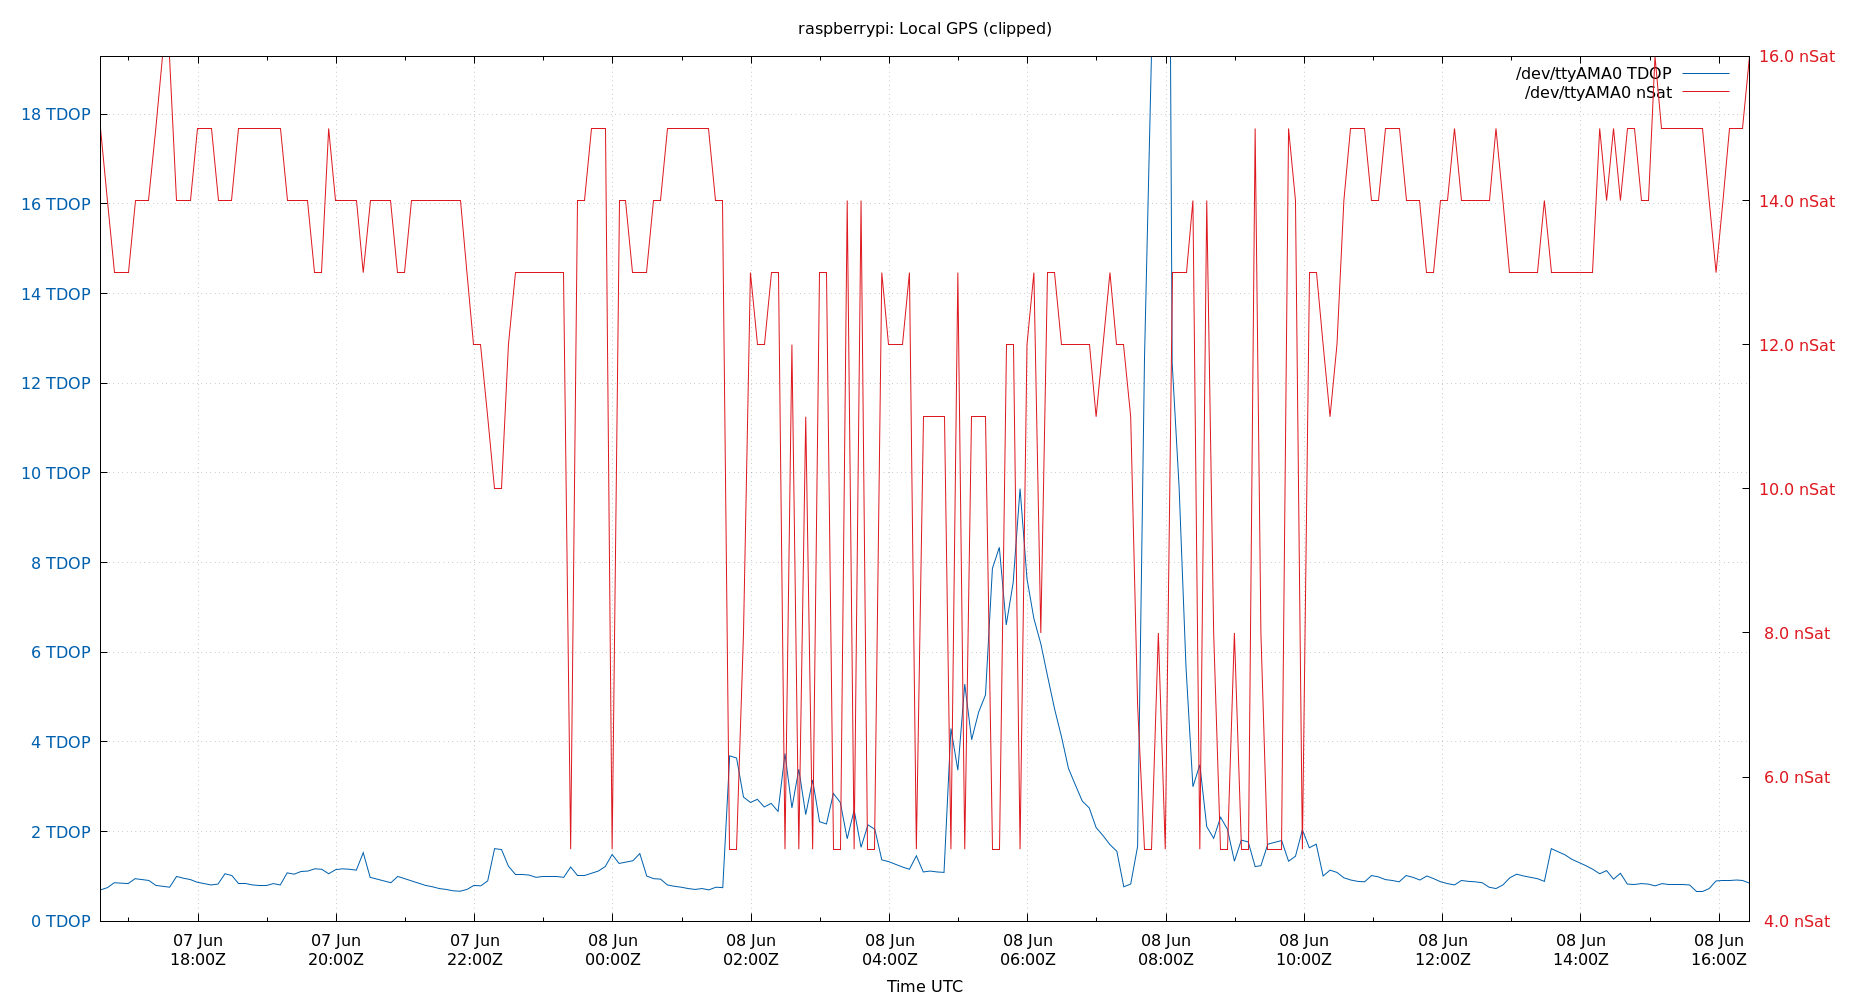 raspberrypi: Local GPS (clipped)
/dev/ttyAMA0 TDOP
/dev/ttyAMA0 nSat
18 TDOP
16 TDOP
14 TDOP
12 TDOP
10 TDOP
8 TDOP
6 TDOP
4 TDOP
2 TDOP
0 TDOP
16.0 nSat
14.0 nSat
12.0 nSat
10.0 nSat
8.0 nSat
6.0 nSat
4.0 nSat
07 Jun 07 Jun 07 Jun 08 Jun 08 Jun 08 Jun 08 Jun 08 Jun 08 Jun 08 Jun 08 Jun 08 Jun
18:00Z 20:00Z 22:00Z 00:00Z 02:00Z 04:00Z 06:00Z 08:00Z 10:00Z 12:00Z 14:00Z 16:00Z
Time UTC